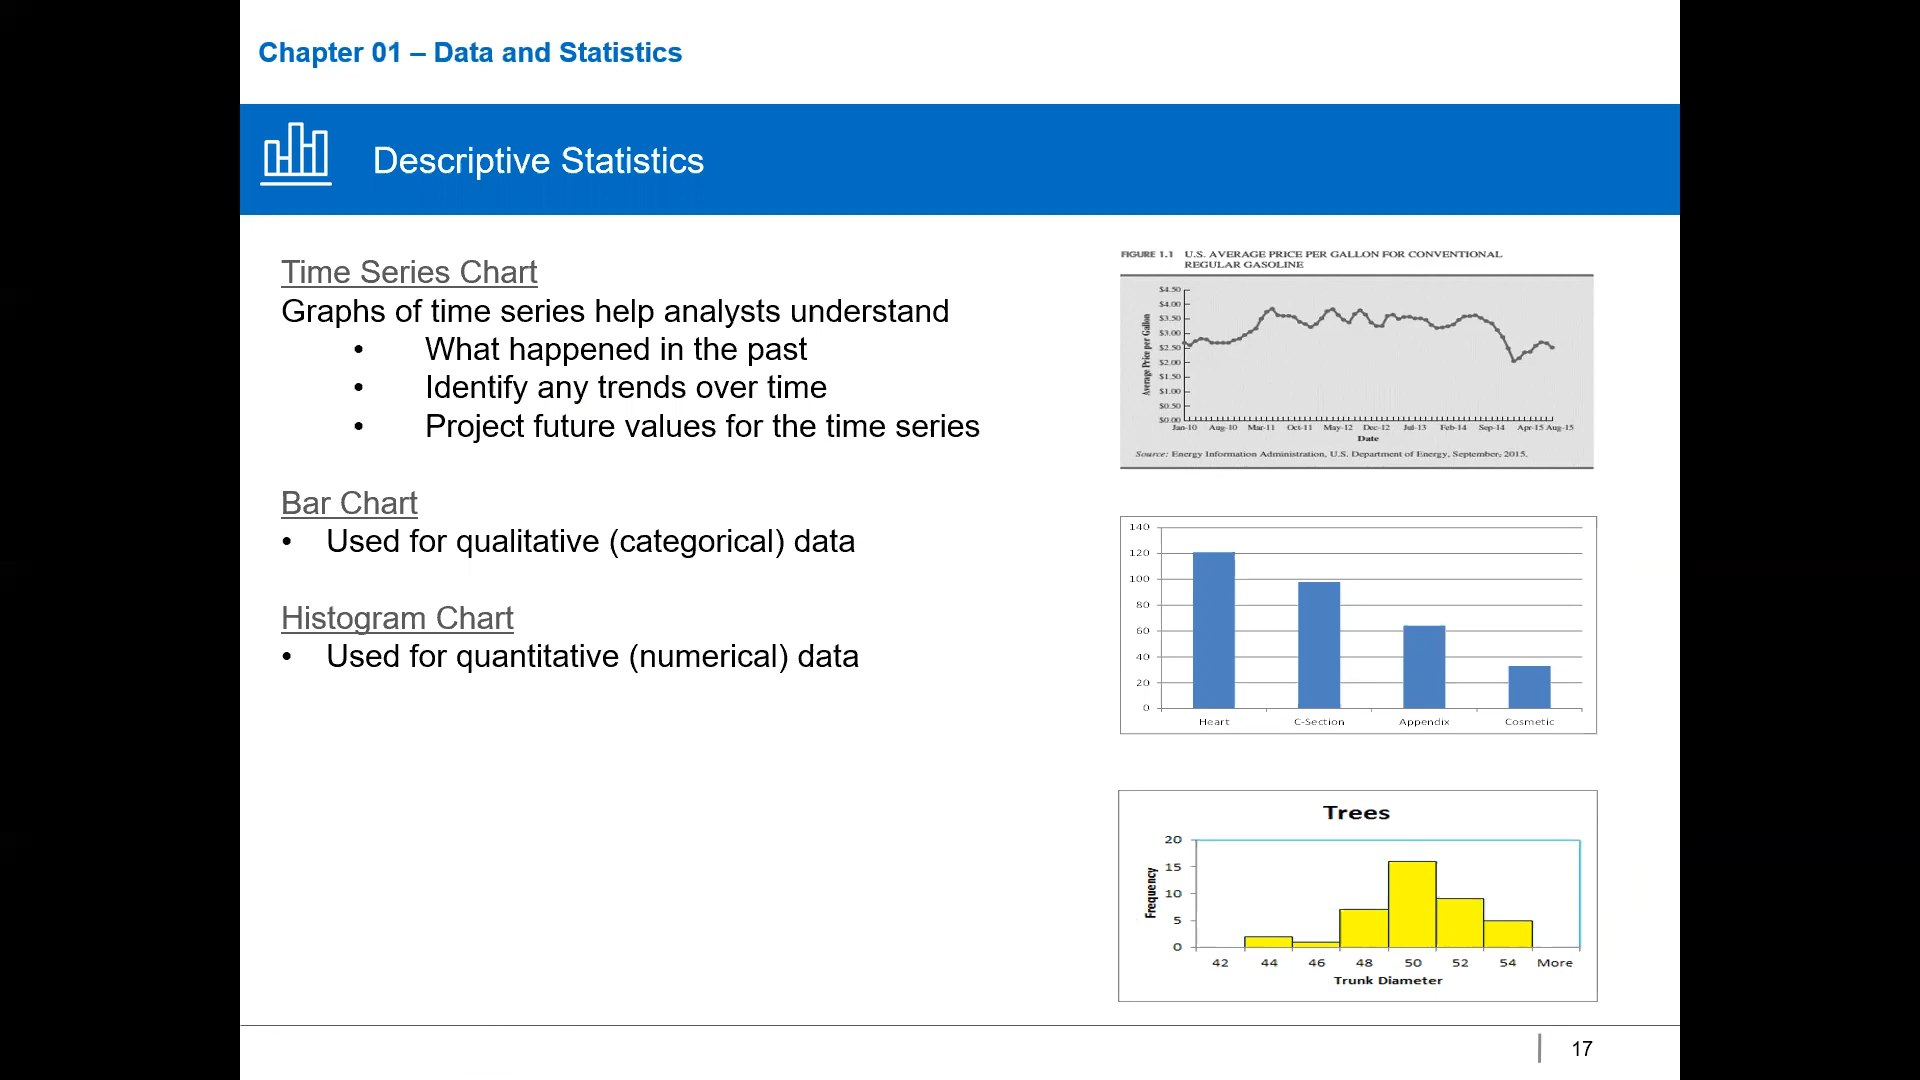 Chapter 01 – Data and Statistics
Descriptive Statistics
Time Series Chart
Graphs of time series help analysts understand
• What happened in the past
• Identify any trends over time
• Project future values for the time series
Bar Chart
• Used for qualitative (categorical) data
Histogram Chart
• Used for quantitative (numerical) data
FIGURE 1.1 U.S. AVERAGE PRICE PER GALLON FOR CONVENTIONAL
REGULAR GASOLINE
Average Price per Gallon
$4.50
$4.00
$3.50
$3.00
$2.50
$2.00
$1.50
$1.00
$0.50
$0.00
Jan-10 Aug-10 Mar-11 Oct-11 May-12 Dec-12 Jul-13 Feb-14 Sep-14 Apr-15 Aug-15
Date
Source: Energy Information Administration, U.S. Department of Energy, September, 2015.
140
120
100
80
60
40
20
0
Heart C-Section Appendix Cosmetic
Trees
Frequency
20
15
10
5
0
42 44 46 48 50 52 54 More
Trunk Diameter
17